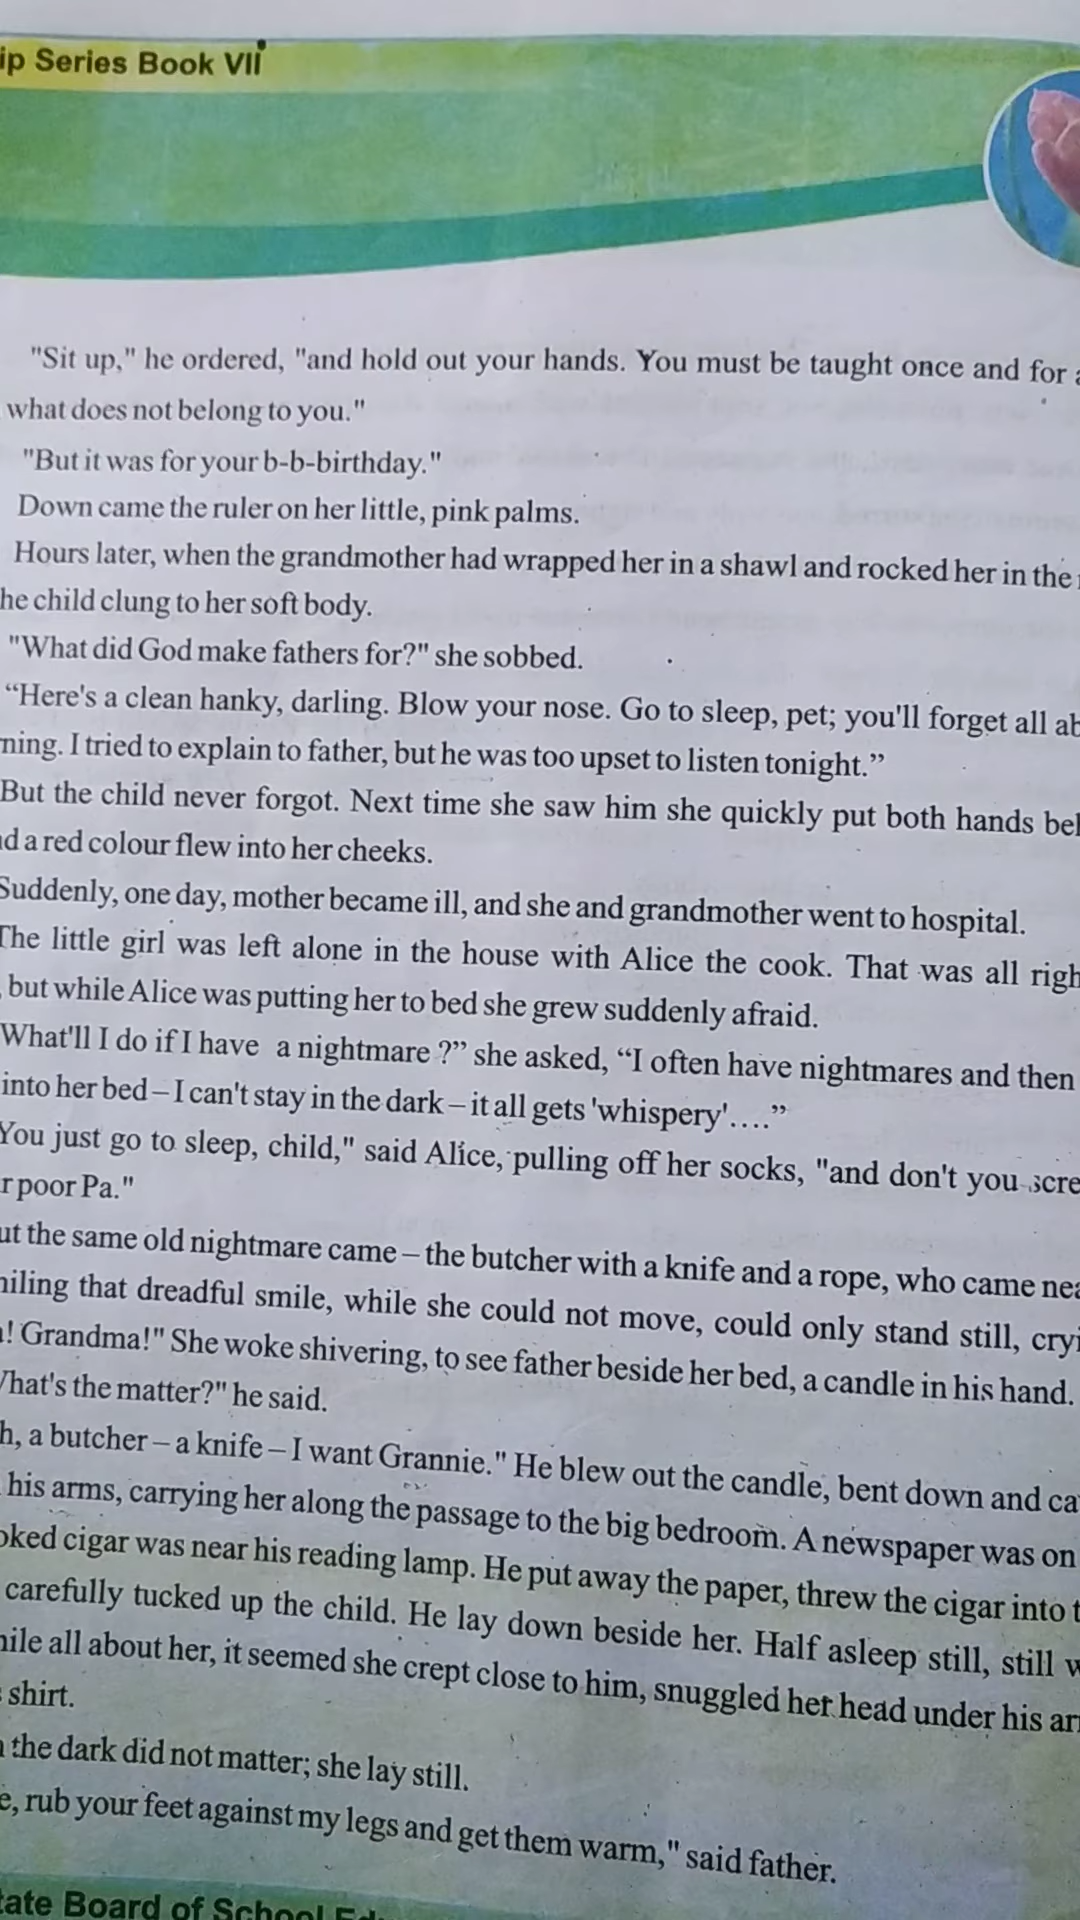 Series Book VII
"Sit up," he ordered, "and hold out your hands. You must be taught once and for
what does not belong to you."
"But it was for your b-b-birthday."
Down came the ruler on her little, pink palms.
Hours later, when the grandmother had wrapped her in a shawl and rocked her in the
he child clung to her soft body.
"What did God make fathers for?" she sobbed.
“Here's a clean hanky, darling. Blow your nose. Go to sleep, pet; you'll forget all
ning. I tried to explain to father, but he was too upset to listen tonight.”
But the child never forgot. Next time she saw him she quickly put both hands
a red colour flew into her cheeks.
Suddenly, one day, mother became ill, and she and grandmother went to hospital.
The little girl was left alone in the house with Alice the cook. That was all
but while Alice was putting her to bed she grew suddenly afraid.
What'll I do if I have a nightmare ?” she asked, “I often have nightmares and then
into her bed – I can't stay in the dark – it all gets 'whispery'....”
You just go to sleep, child," said Alice, pulling off her socks, "and don't you
poor Pa."
ut the same old nightmare came – the butcher with a knife and a rope, who came
that dreadful smile, while she could not move, could only stand still,
! Grandma!" She woke shivering, to see father beside her bed, a candle in his hand.
hat's the matter?" he said.
h, a butcher – a knife – I want Grannie." He blew out the candle, bent down and
his arms, carrying her along the passage to the big bedroom. A newspaper was on
oked cigar was near his reading lamp. He put away the paper, threw the cigar into
carefully tucked up the child. He lay down beside her. Half asleep still, still
all about her, it seemed she crept close to him, snuggled her head under his
shirt.
the dark did not matter; she lay still.
e, rub your feet against my legs and get them warm," said father.
tate Board of School